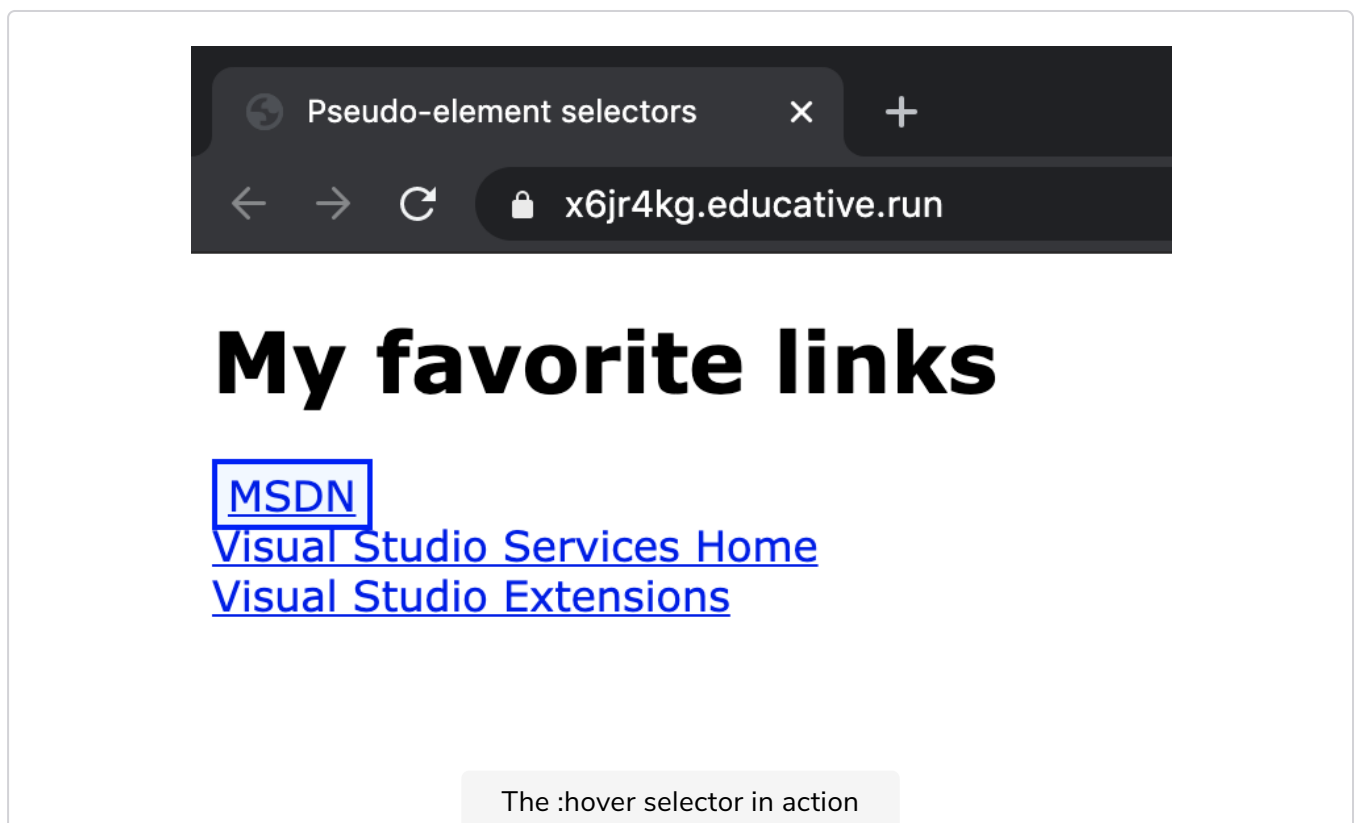 Pseudo-element selectors
x6jr4kg.educative.run
My favorite links
MSDN
Visual Studio Services Home
Visual Studio Extensions
The :hover selector in action